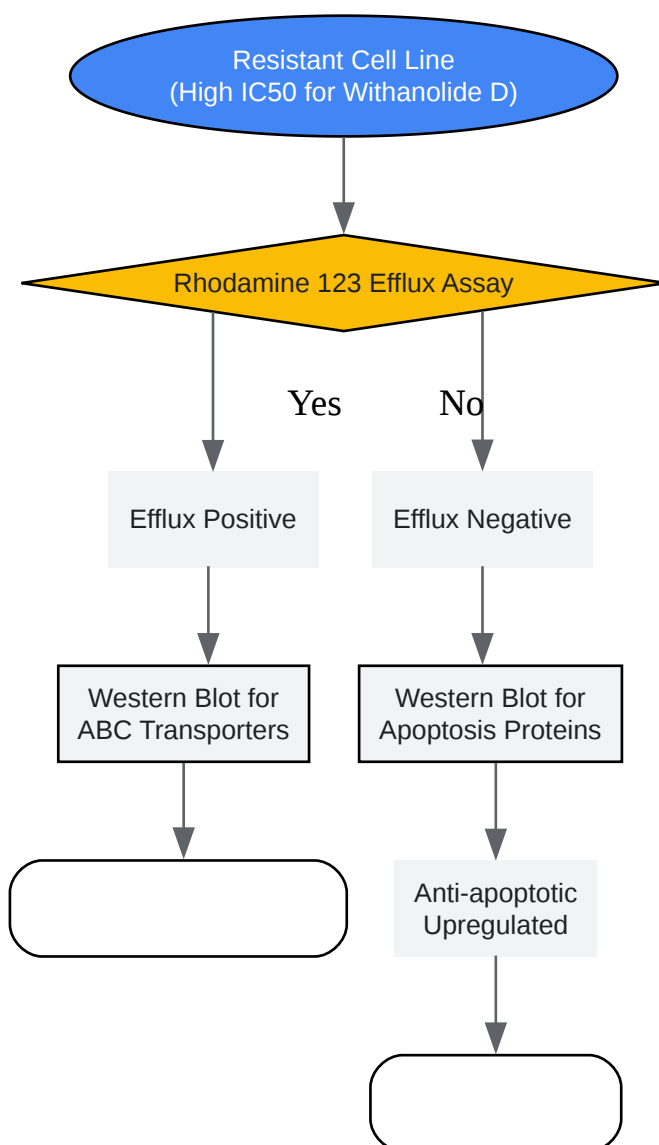 Resistant Cell Line
(High IC50 for Withanolide D)
Rhodamine 123 Efflux Assay
Yes
No
Efflux Positive
Efflux Negative
Western Blot for
ABC Transporters
Western Blot for
Apoptosis Proteins
Anti-apoptotic
Upregulated